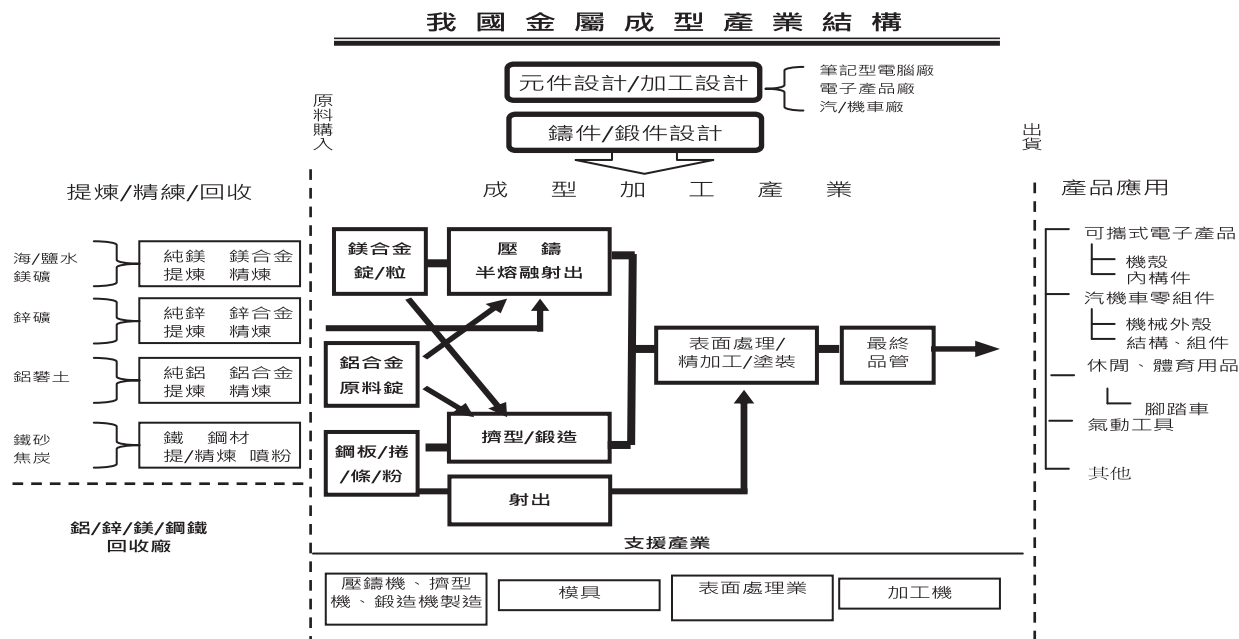 我國金屬成型產業結構
元件設計/加工設計
筆記型電腦廠
電子產品廠
汽/機車廠
鑄件/鍛件設計
原料購入
出貨
提煉/精練/回收
成型加工產業
產品應用
海/鹽水
鎂礦
純鎂 鎂合金
提煉 精煉
鋅礦
純鋅 鋅合金
提煉 精煉
鋁礬土
純鋁 鋁合金
提煉 精煉
鐵砂
焦炭
鐵 鋼材
提/精煉 噴粉
鋁/鋅/鎂/鋼鐵
回收廠
鎂合金
錠/粒
壓 鑄
半熔融射出
鋁合金
原料錠
擠型/鍛造
鋼板/捲
/條/粉
射出
表面處理/
精加工/塗裝
最終
品管
可攜式電子產品
機殼
內構件
汽機車零組件
機械外殼
結構、組件
休閒、體育用品
腳踏車
氣動工具
其他
支援產業
壓鑄機、擠型
機、鍛造機製造
模具
表面處理業
加工機